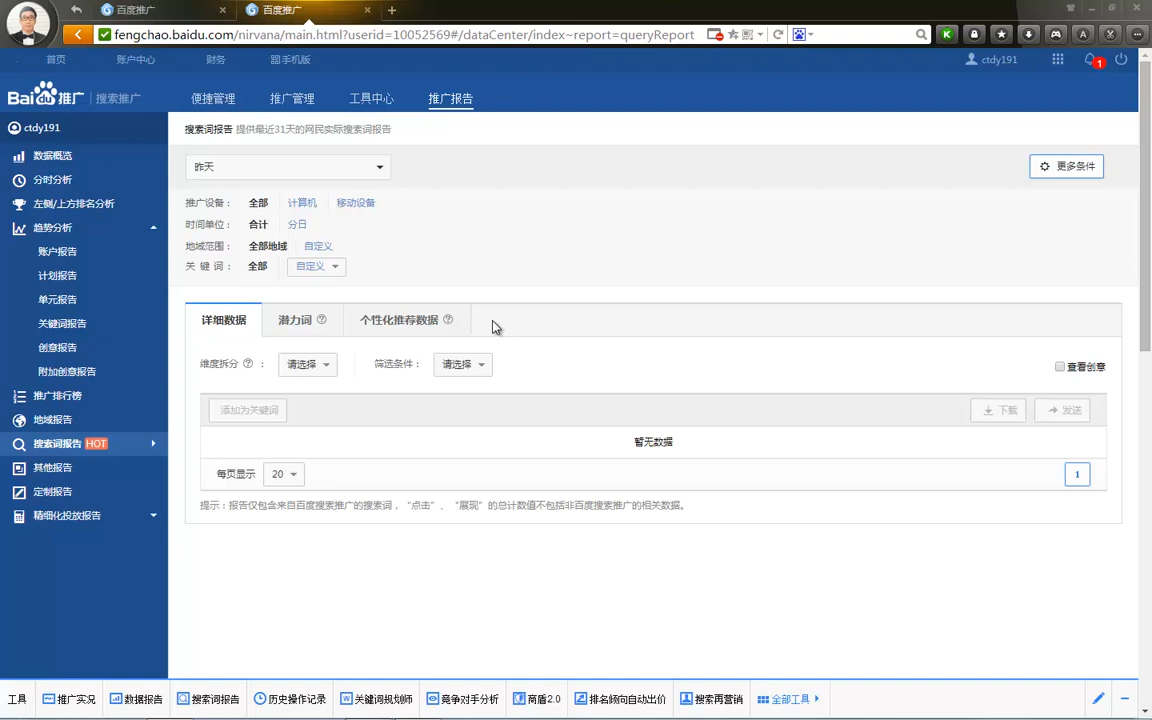 百度推广
百度推广
fengchao.baidu.com/nirvana/main.html?userid=10052569#/dataCenter/index~report=queryReport
首页 账户中心 财务 手机版
ctdy191
1
Bai du 推广 搜索推广
便捷管理 推广管理 工具中心 推广报告
ctdy191
数据概览
分时分析
左侧/上方排名分析
趋势分析
账户报告
计划报告
单元报告
关键词报告
创意报告
附加创意报告
推广排行榜
地域报告
搜索词报告 HOT
其他报告
定制报告
精细化投放报告
搜索词报告 提供最近31天的网民实际搜索词报告
昨天
更多条件
推广设备： 全部 计算机 移动设备
时间单位： 合计 分日
地域范围： 全部地域 自定义
关 键 词： 全部 自定义
详细数据 潜力词 ? 个性化推荐数据 ?
维度拆分 ? ： 请选择 筛选条件： 请选择
查看创意
添加为关键词 下载 发送
暂无数据
每页显示 20 1
提示：报告仅包含来自百度搜索推广的搜索词，“点击”、“展现”的总计数值不包括非百度搜索推广的相关数据。
工具 推广实况 数据报告 搜索词报告 历史操作记录 关键词规划师 竞争对手分析 商盾2.0 排名倾向自动出价 搜索再营销 全部工具